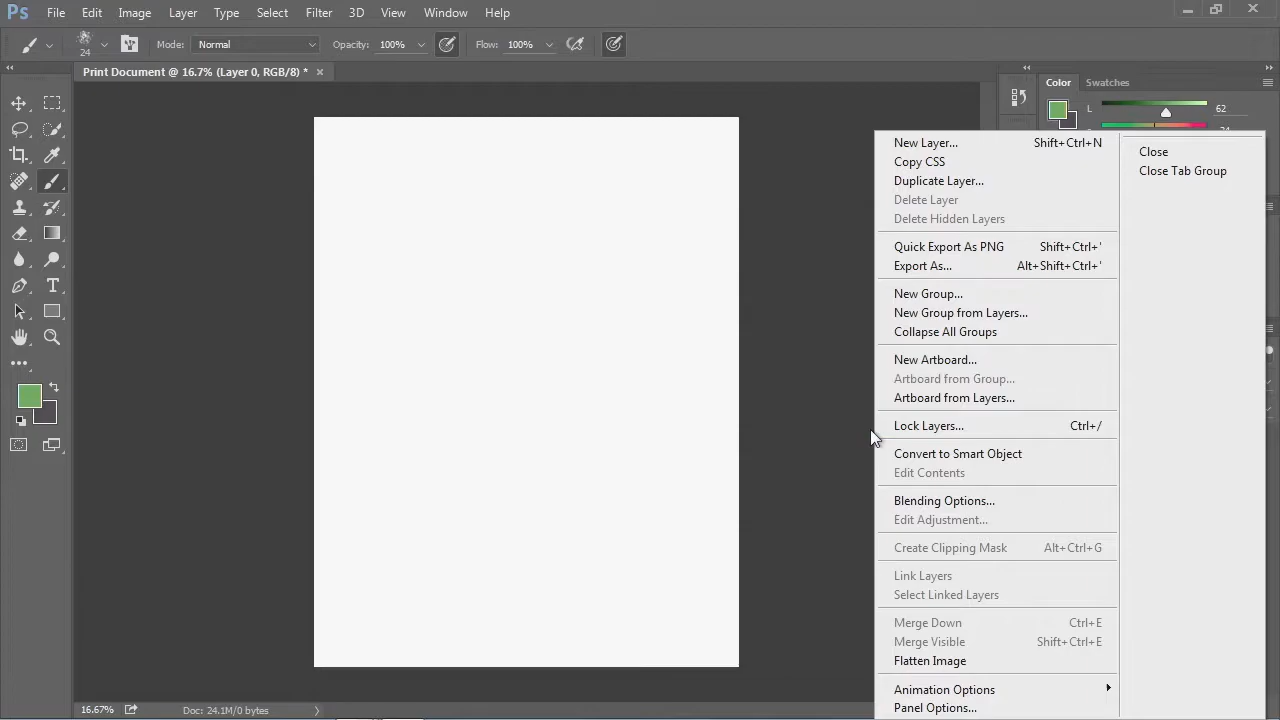 Ps File Edit Image Layer Type Select Filter 3D View Window Help
24 Mode: Normal Opacity: 100% Flow: 100%
Print Document @ 16.7% (Layer 0, RGB/8) * ×
Color Swatches
L 62
New Layer... Shift+Ctrl+N
Copy CSS
Duplicate Layer...
Delete Layer
Delete Hidden Layers
Quick Export As PNG Shift+Ctrl+'
Export As... Alt+Shift+Ctrl+'
New Group...
New Group from Layers...
Collapse All Groups
New Artboard...
Artboard from Group...
Artboard from Layers...
Lock Layers... Ctrl+/
Convert to Smart Object
Edit Contents
Blending Options...
Edit Adjustment...
Create Clipping Mask Alt+Ctrl+G
Link Layers
Select Linked Layers
Merge Down Ctrl+E
Merge Visible Shift+Ctrl+E
Flatten Image
Animation Options
Panel Options...
Close
Close Tab Group
16.67% Doc: 24.1M/0 bytes